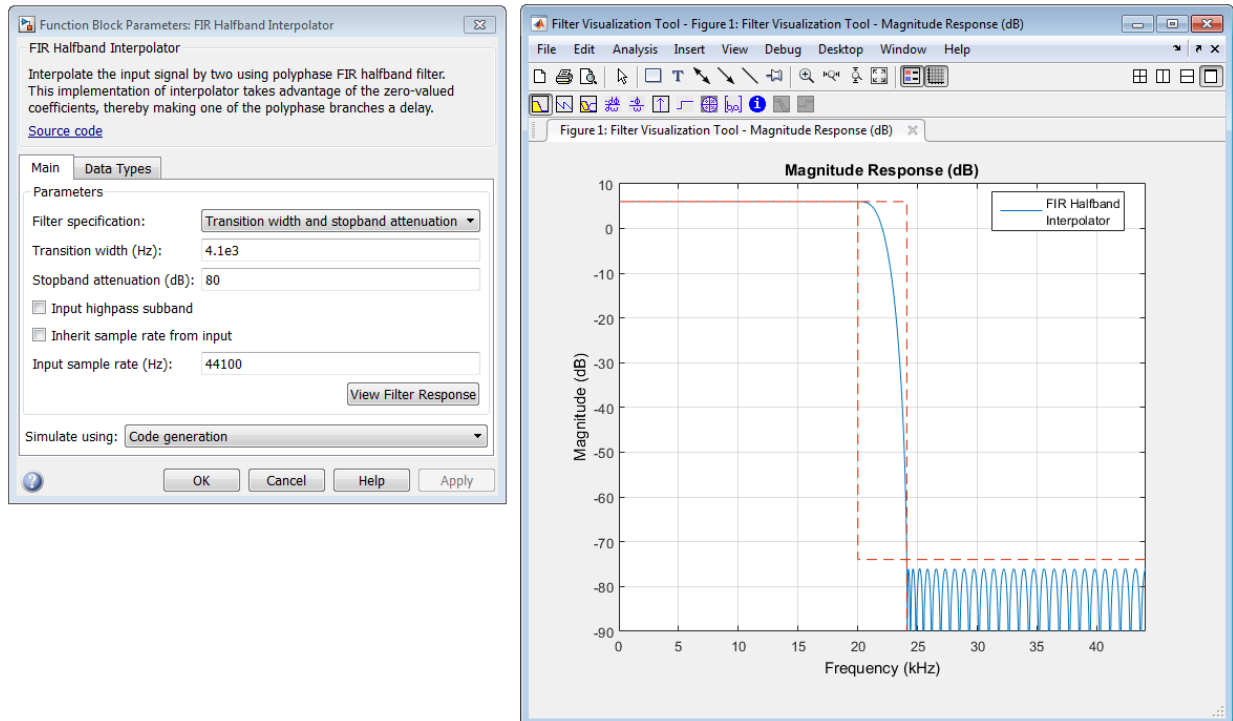 Function Block Parameters: FIR Halfband Interpolator
FIR Halfband Interpolator
Interpolate the input signal by two using polyphase FIR halfband filter.
This implementation of interpolator takes advantage of the zero-valued
coefficients, thereby making one of the polyphase branches a delay.
Source code
Main Data Types
Parameters
Filter specification: Transition width and stopband attenuation
Transition width (Hz): 4.1e3
Stopband attenuation (dB): 80
Input highpass subband
Inherit sample rate from input
Input sample rate (Hz): 44100
View Filter Response
Simulate using: Code generation
OK Cancel Help Apply
Filter Visualization Tool - Figure 1: Filter Visualization Tool - Magnitude Response (dB)
File Edit Analysis Insert View Debug Desktop Window Help
Figure 1: Filter Visualization Tool - Magnitude Response (dB)
Magnitude Response (dB)
FIR Halfband
Interpolator
Magnitude (dB)
10
0
-10
-20
-30
-40
-50
-60
-70
-80
-90
0 5 10 15 20 25 30 35 40
Frequency (kHz)